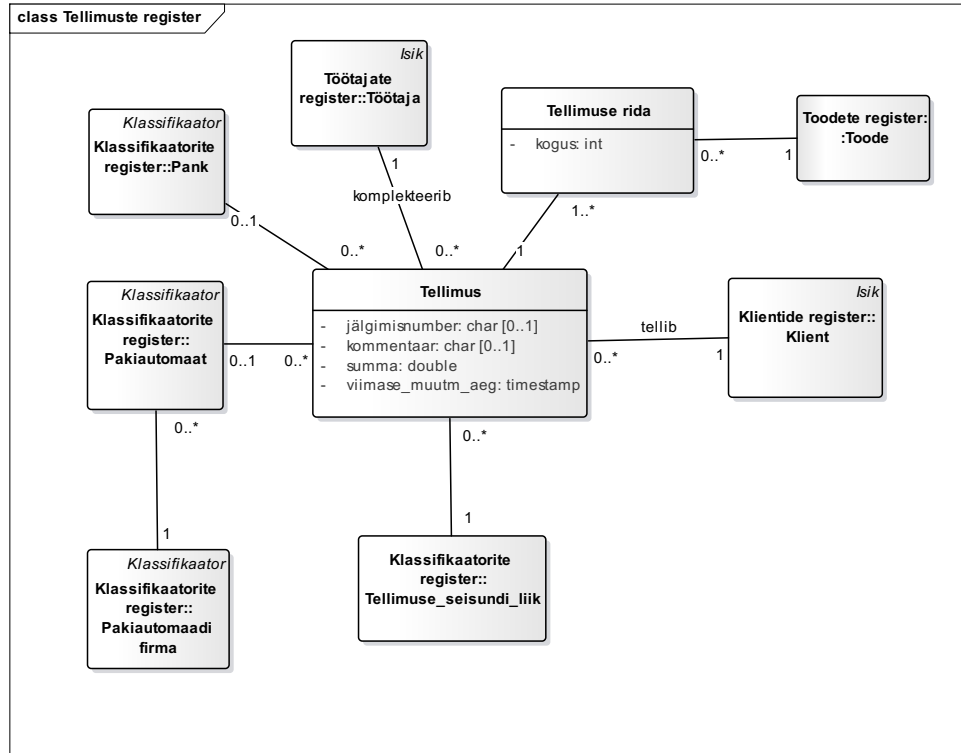 class Tellimuste register
Isik
Töötajate
register::Töötaja
1
komplekteerib
0..*
Klassifikaator
Klassifikaatorite
register::Pank
0..1
0..*
Tellimuse rida
- kogus: int
0..*
1
Toodete register:
:Toode
1..*
1
Tellimus
- jälgimisnumber: char [0..1]
- kommentaar: char [0..1]
- summa: double
- viimase_muutm_aeg: timestamp
Klassifikaator
Klassifikaatorite
register::
Pakiautomaat
0..1
0..*
tellib
0..*
1
Isik
Klientide register::
Klient
0..*
1
Klassifikaator
Klassifikaatorite
register::
Pakiautomaadi
firma
0..*
1
Klassifikaatorite
register::
Tellimuse_seisundi_liik